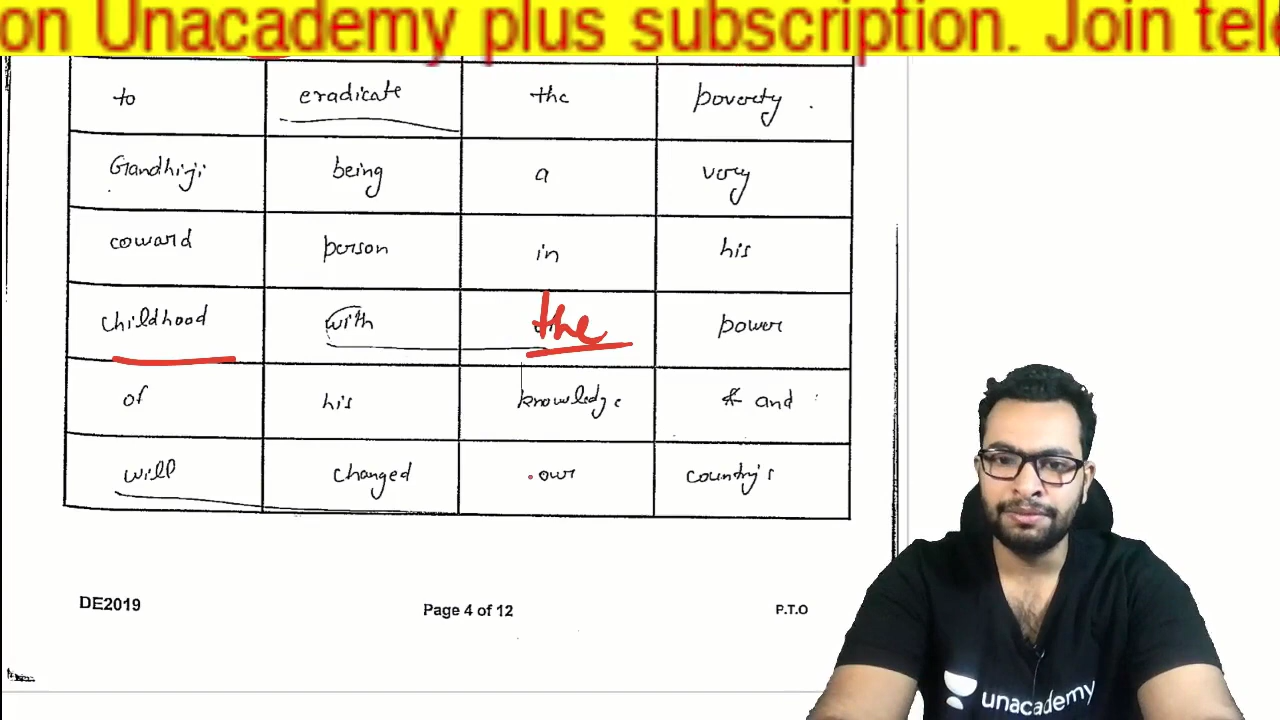 on Unacademy plus subscription. Join tele
to eradicate the poverty .
Gandhiji being a very
coward person in his
childhood with the power
of his knowledge & and
will changed our country's
DE2019 Page 4 of 12 P.T.O
unacademy